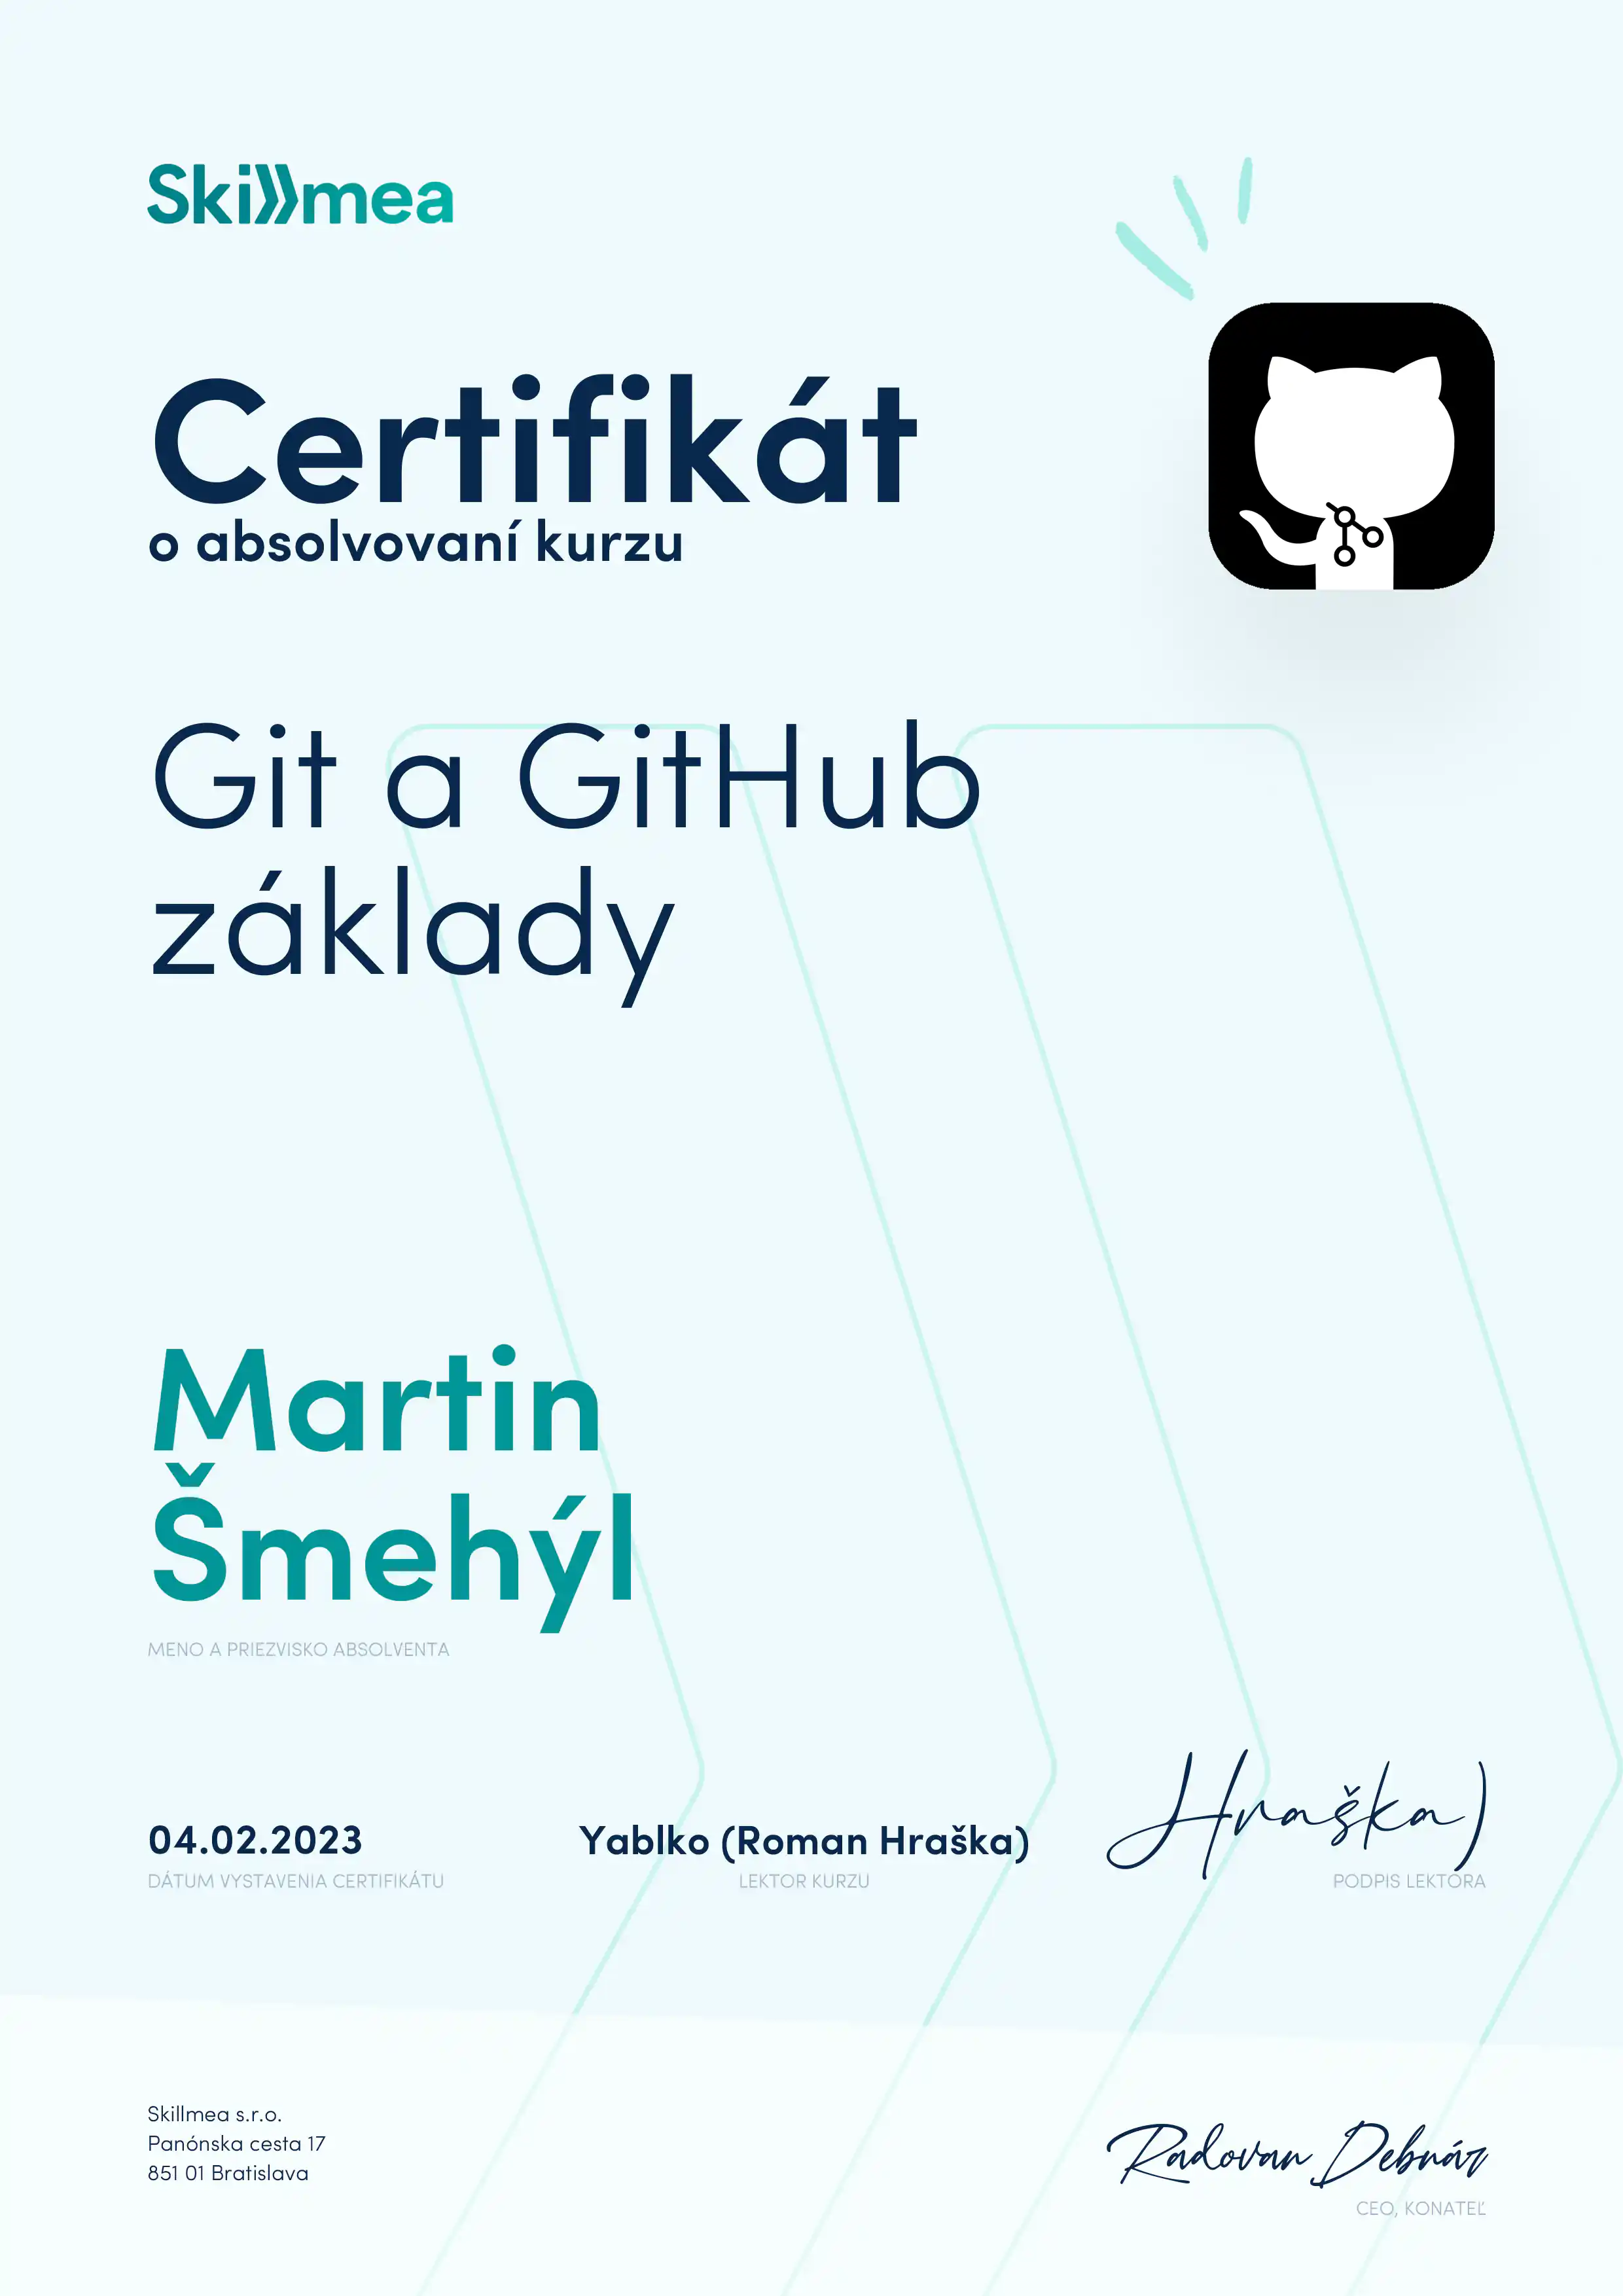 Skillmea
Certifikát
o absolvovaní kurzu
Git a GitHub
základy
Martin
Šmehýl
MENO A PRIEZVISKO ABSOLVENTA
04.02.2023
DÁTUM VYSTAVENIA CERTIFIKÁTU
Yablko (Roman Hraška)
LEKTOR KURZU
Hraška)
PODPIS LEKTORA
Skillmea s.r.o.
Panónska cesta 17
851 01 Bratislava
Radovan Debnár
CEO, KONATEĽ